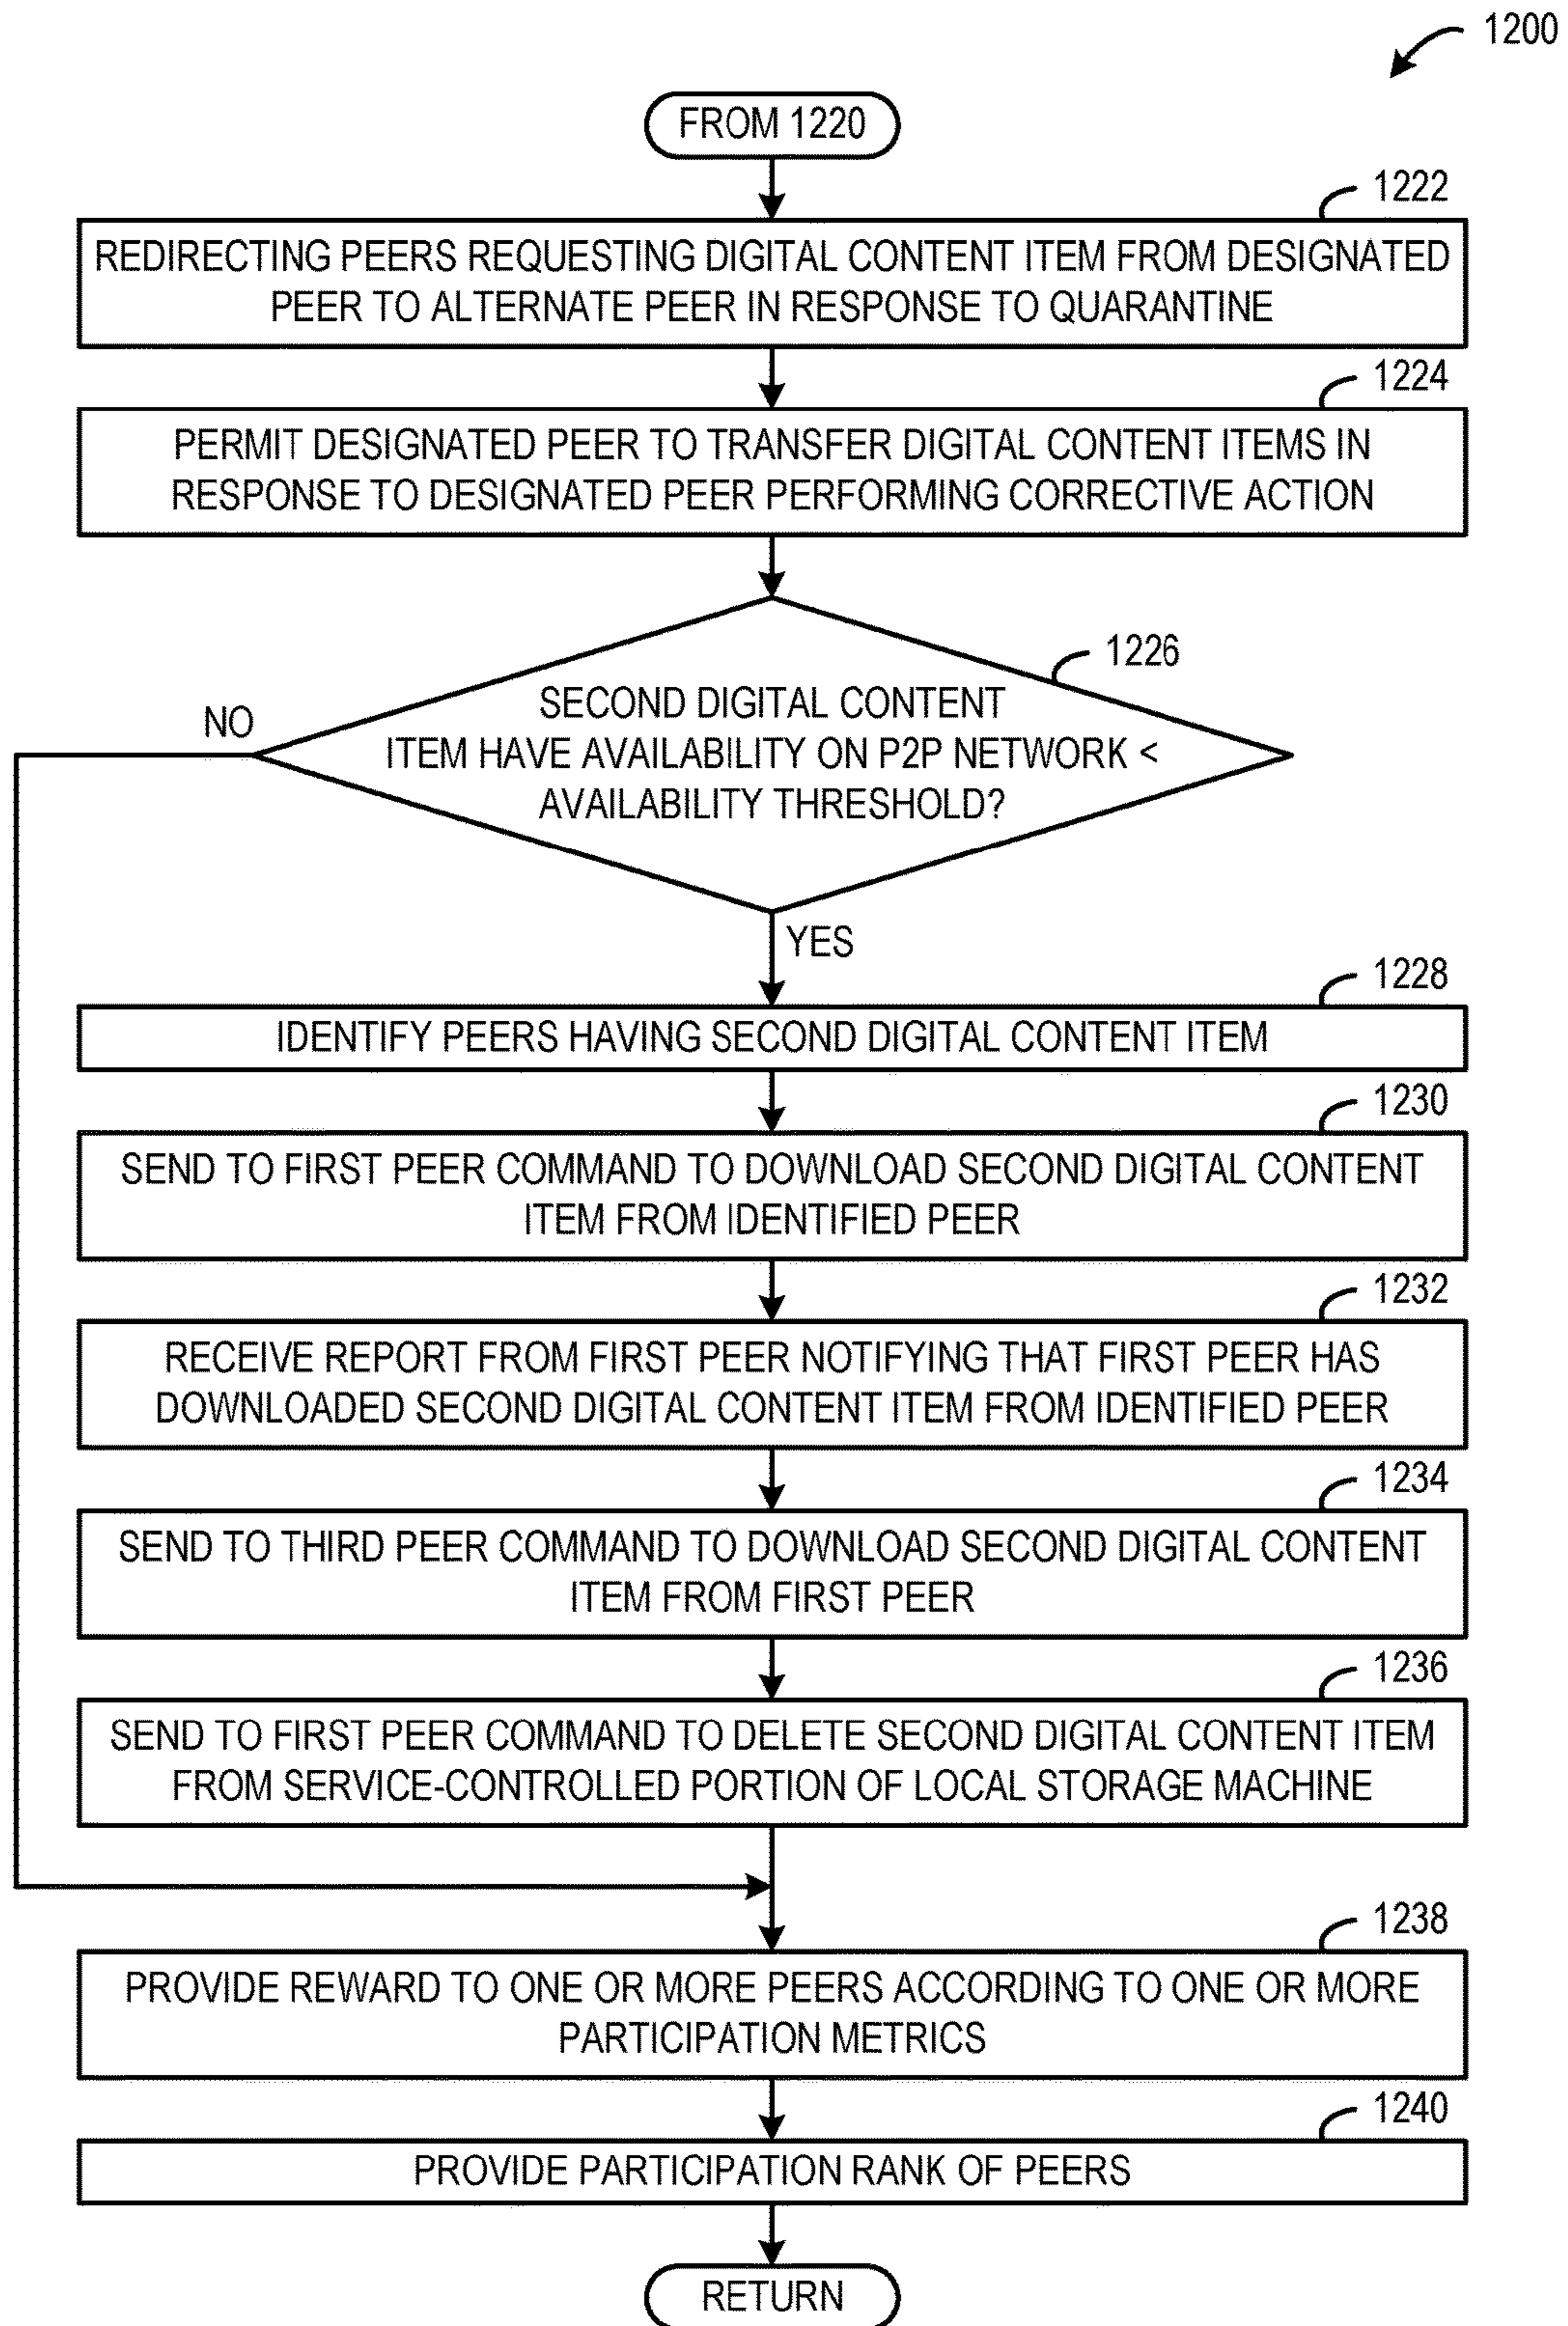 1200
FROM 1220
1222
REDIRECTING PEERS REQUESTING DIGITAL CONTENT ITEM FROM DESIGNATED
PEER TO ALTERNATE PEER IN RESPONSE TO QUARANTINE
1224
PERMIT DESIGNATED PEER TO TRANSFER DIGITAL CONTENT ITEMS IN
RESPONSE TO DESIGNATED PEER PERFORMING CORRECTIVE ACTION
1226
NO
SECOND DIGITAL CONTENT
ITEM HAVE AVAILABILITY ON P2P NETWORK <
AVAILABILITY THRESHOLD?
YES
1228
IDENTIFY PEERS HAVING SECOND DIGITAL CONTENT ITEM
1230
SEND TO FIRST PEER COMMAND TO DOWNLOAD SECOND DIGITAL CONTENT
ITEM FROM IDENTIFIED PEER
1232
RECEIVE REPORT FROM FIRST PEER NOTIFYING THAT FIRST PEER HAS
DOWNLOADED SECOND DIGITAL CONTENT ITEM FROM IDENTIFIED PEER
1234
SEND TO THIRD PEER COMMAND TO DOWNLOAD SECOND DIGITAL CONTENT
ITEM FROM FIRST PEER
1236
SEND TO FIRST PEER COMMAND TO DELETE SECOND DIGITAL CONTENT ITEM
FROM SERVICE-CONTROLLED PORTION OF LOCAL STORAGE MACHINE
1238
PROVIDE REWARD TO ONE OR MORE PEERS ACCORDING TO ONE OR MORE
PARTICIPATION METRICS
1240
PROVIDE PARTICIPATION RANK OF PEERS
RETURN